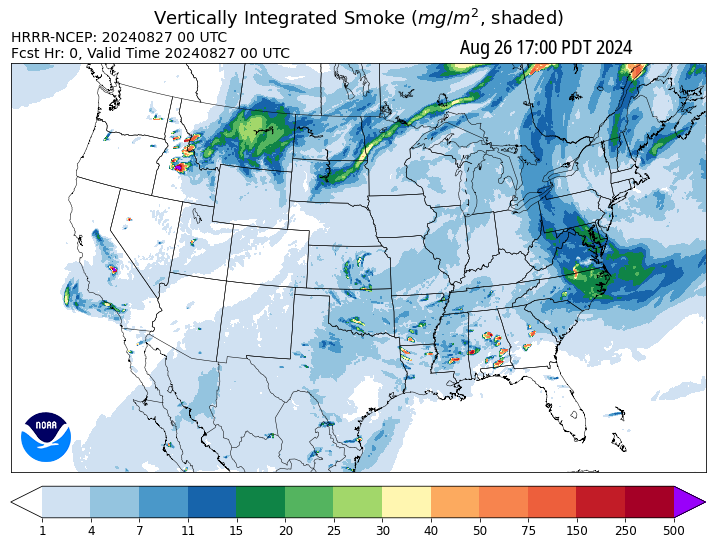 Vertically Integrated Smoke (mg/m², shaded)
HRRR-NCEP: 20240827 00 UTC
Fcst Hr: 0, Valid Time 20240827 00 UTC
Aug 26 17:00 PDT 2024
NOAA
1 4 7 11 15 20 25 30 40 50 75 150 250 500